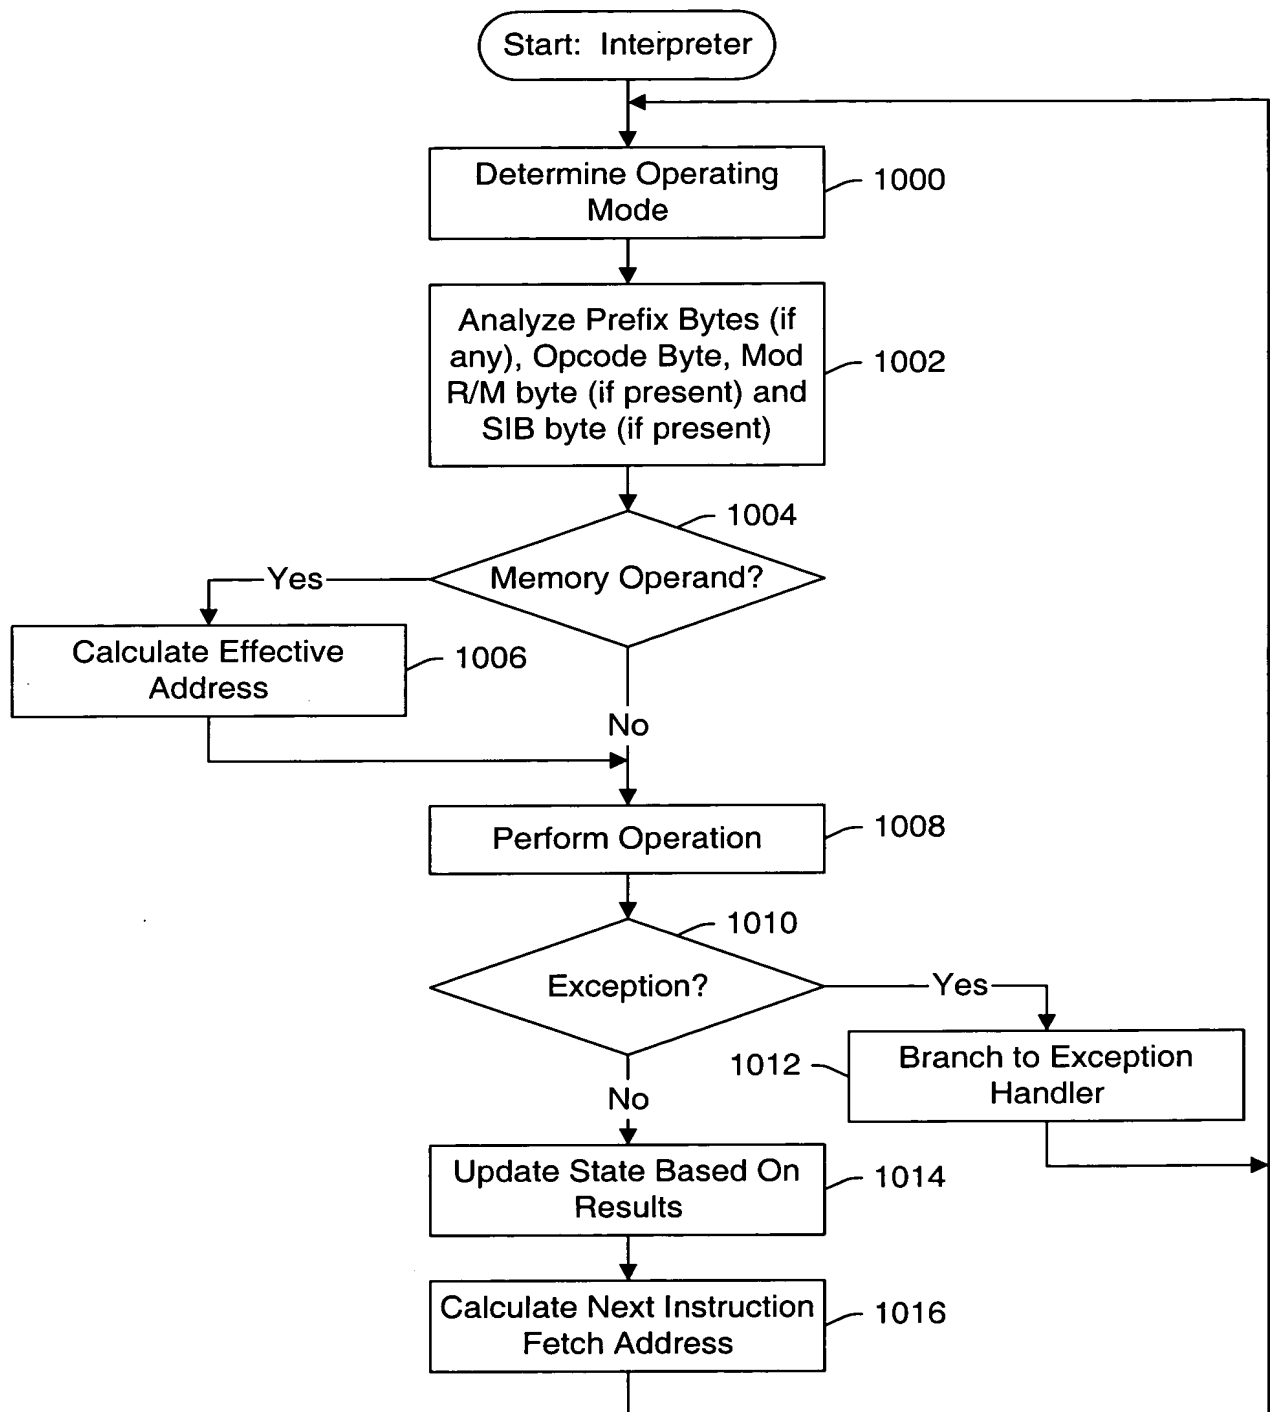 Start: Interpreter
Determine Operating
Mode
1000
Analyze Prefix Bytes (if
any), Opcode Byte, Mod
R/M byte (if present) and
SIB byte (if present)
1002
1004
Memory Operand?
Yes
Calculate Effective
Address
1006
No
Perform Operation
1008
1010
Exception?
Yes
Branch to Exception
Handler
1012
No
Update State Based On
Results
1014
Calculate Next Instruction
Fetch Address
1016